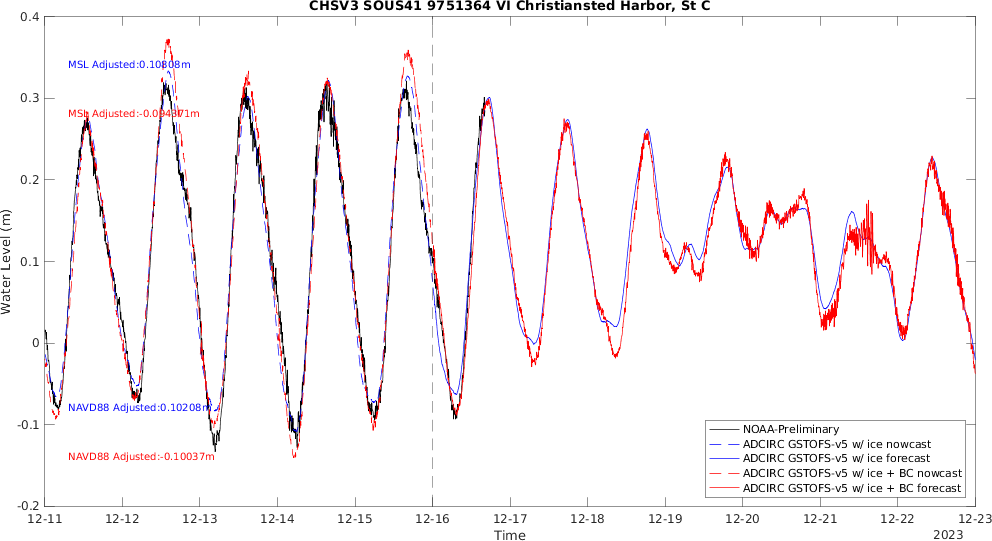 CHSV3 SOUS41 9751364 VI Christiansted Harbor, St C
0.4
0.3
0.2
0.1
0
-0.1
-0.2
Water Level (m)
MSL Adjusted:0.10808m
NAVD88 Adjusted:0.10208m
NAVD88 Adjusted:-0.10037m
NOAA-Preliminary
ADCIRC GSTOFS-v5 w/ ice nowcast
ADCIRC GSTOFS-v5 w/ ice forecast
ADCIRC GSTOFS-v5 w/ ice + BC nowcast
ADCIRC GSTOFS-v5 w/ ice + BC forecast
12-11 12-12 12-13 12-14 12-15 12-16 12-17 12-18 12-19 12-20 12-21 12-22 12-23
Time
2023
MSL Adjusted: